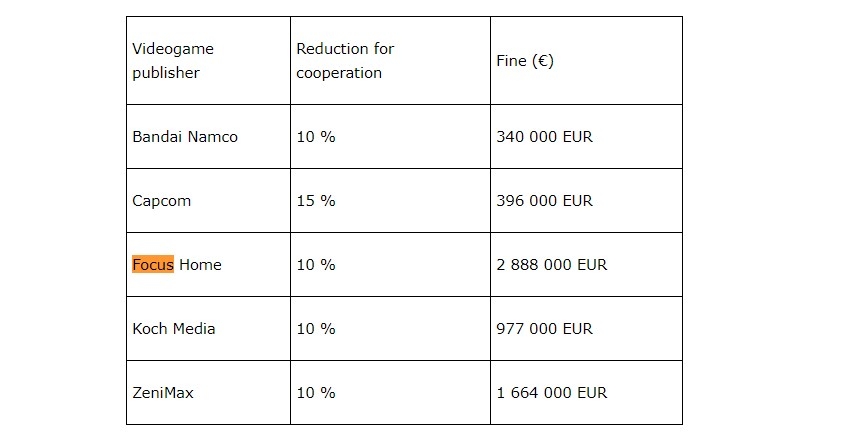 Videogame publisher Reduction for cooperation Fine (€)
Bandai Namco 10 % 340 000 EUR
Capcom 15 % 396 000 EUR
Focus Home 10 % 2 888 000 EUR
Koch Media 10 % 977 000 EUR
ZeniMax 10 % 1 664 000 EUR